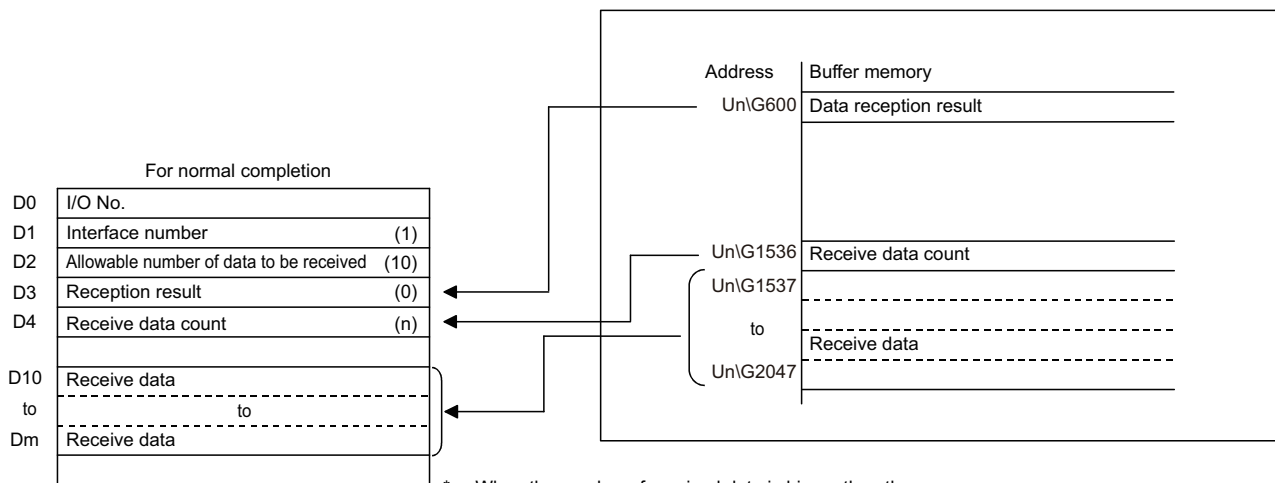 Address Buffer memory
Un\G600 Data reception result
For normal completion
D0 I/O No.
D1 Interface number (1)
D2 Allowable number of data to be received (10)
D3 Reception result (0)
D4 Receive data count (n)
Un\G1536 Receive data count
Un\G1537
to
Receive data
Un\G2047
D10 Receive data
to to
Dm Receive data